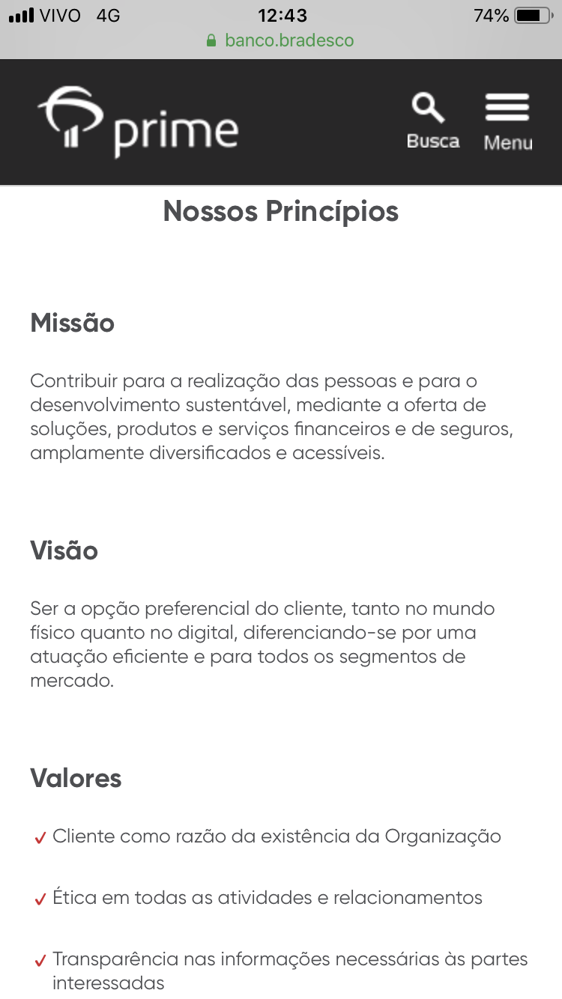 VIVO 4G 12:43 74%
banco.bradesco
prime
Busca Menu
Nossos Princípios
Missão
Contribuir para a realização das pessoas e para o
desenvolvimento sustentável, mediante a oferta de
soluções, produtos e serviços financeiros e de seguros,
amplamente diversificados e acessíveis.
Visão
Ser a opção preferencial do cliente, tanto no mundo
físico quanto no digital, diferenciando-se por uma
atuação eficiente e para todos os segmentos de
mercado.
Valores
Cliente como razão da existência da Organização
Ética em todas as atividades e relacionamentos
Transparência nas informações necessárias às partes
interessadas